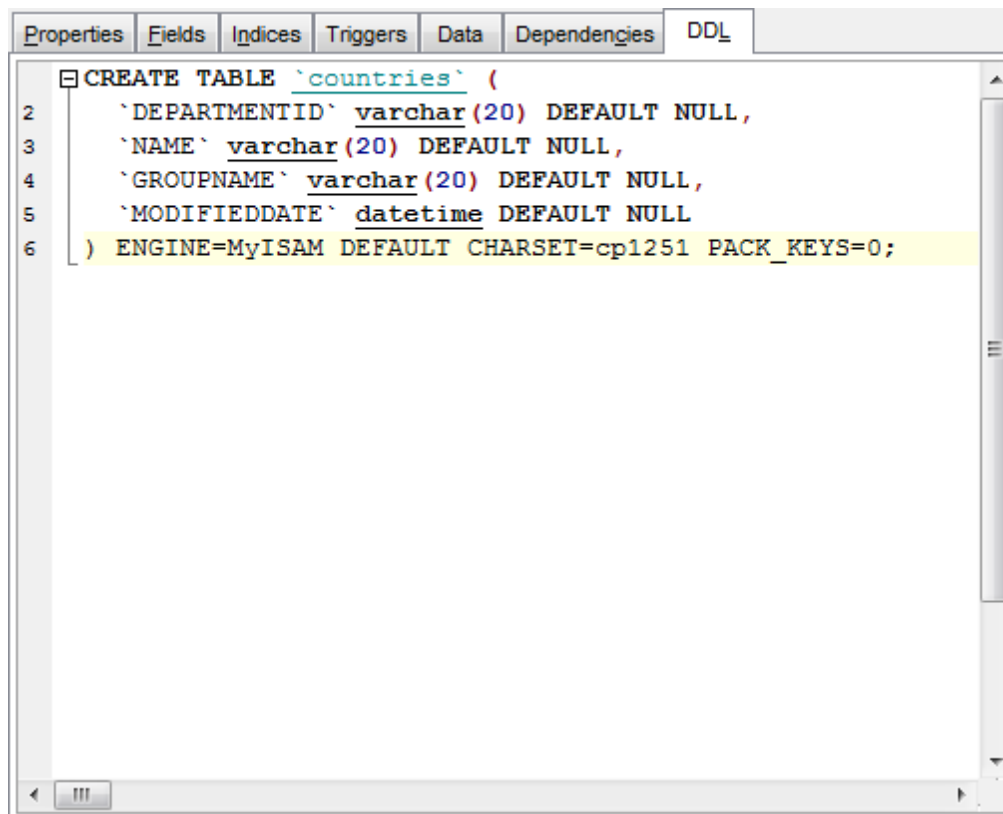 Properties Fields Indices Triggers Data Dependencies DDL
CREATE TABLE `countries` (
2 `DEPARTMENTID` varchar(20) DEFAULT NULL,
3 `NAME` varchar(20) DEFAULT NULL,
4 `GROUPNAME` varchar(20) DEFAULT NULL,
5 `MODIFIEDDATE` datetime DEFAULT NULL
6 ) ENGINE=MyISAM DEFAULT CHARSET=cp1251 PACK_KEYS=0;